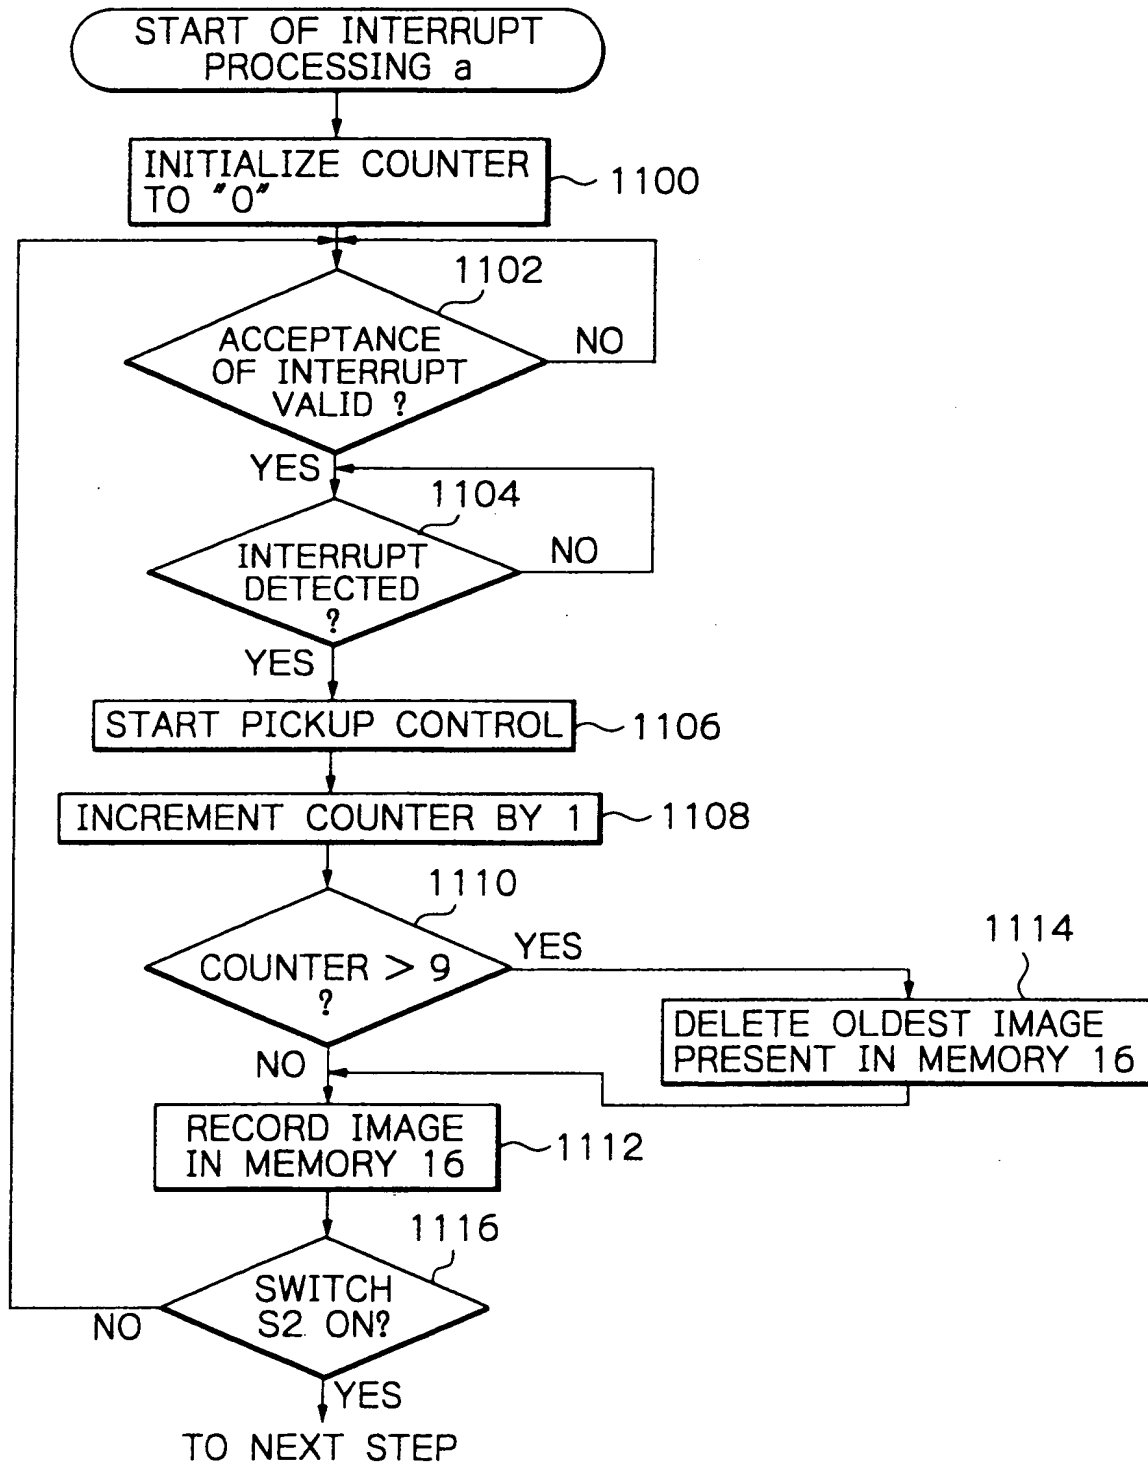 START OF INTERRUPT
PROCESSING a
INITIALIZE COUNTER
TO "0"
1100
1102
ACCEPTANCE
OF INTERRUPT
VALID ?
NO
YES
1104
INTERRUPT
DETECTED
?
NO
YES
START PICKUP CONTROL
1106
INCREMENT COUNTER BY 1
1108
1110
COUNTER > 9
?
YES
1114
DELETE OLDEST IMAGE
PRESENT IN MEMORY 16
NO
RECORD IMAGE
IN MEMORY 16
1112
1116
SWITCH
S2 ON?
NO
YES
TO NEXT STEP